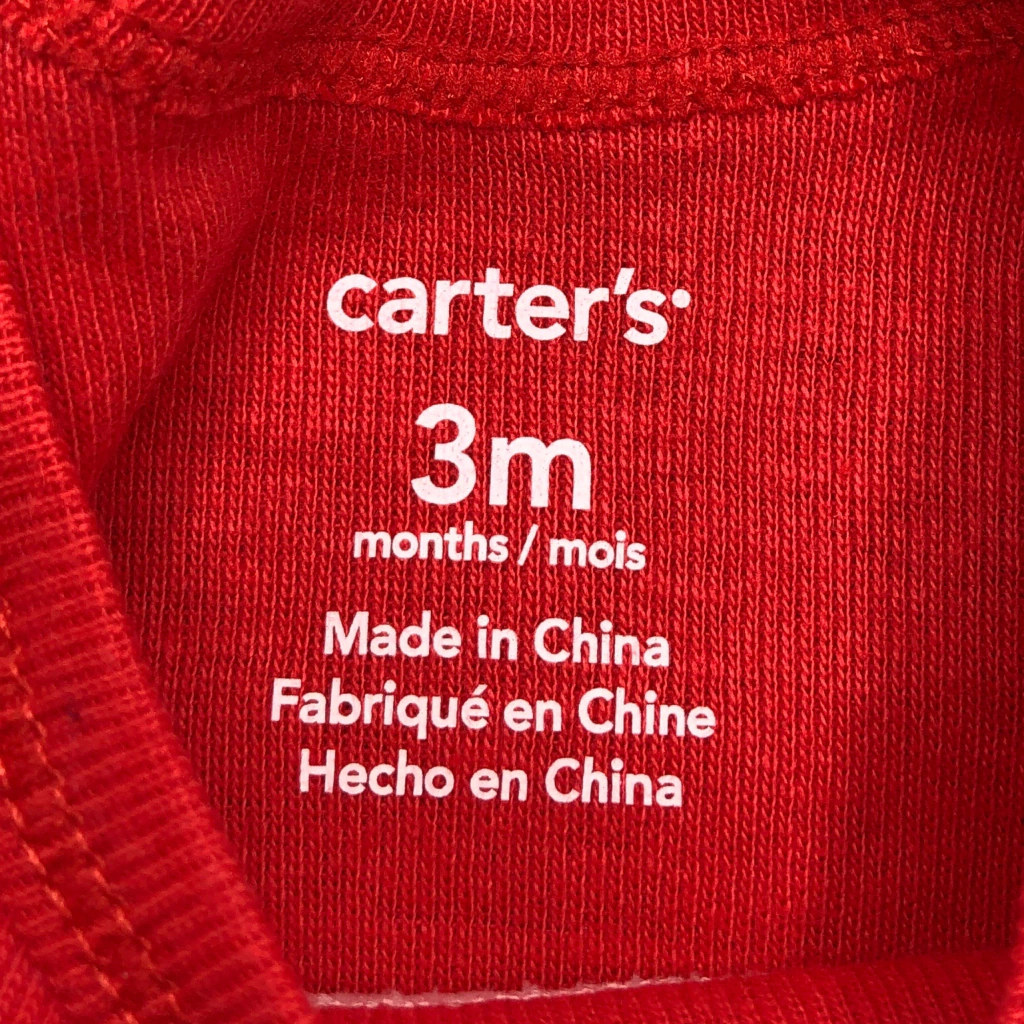 carter's
3m
months / mois
Made in China
Fabriqué en Chine
Hecho en China